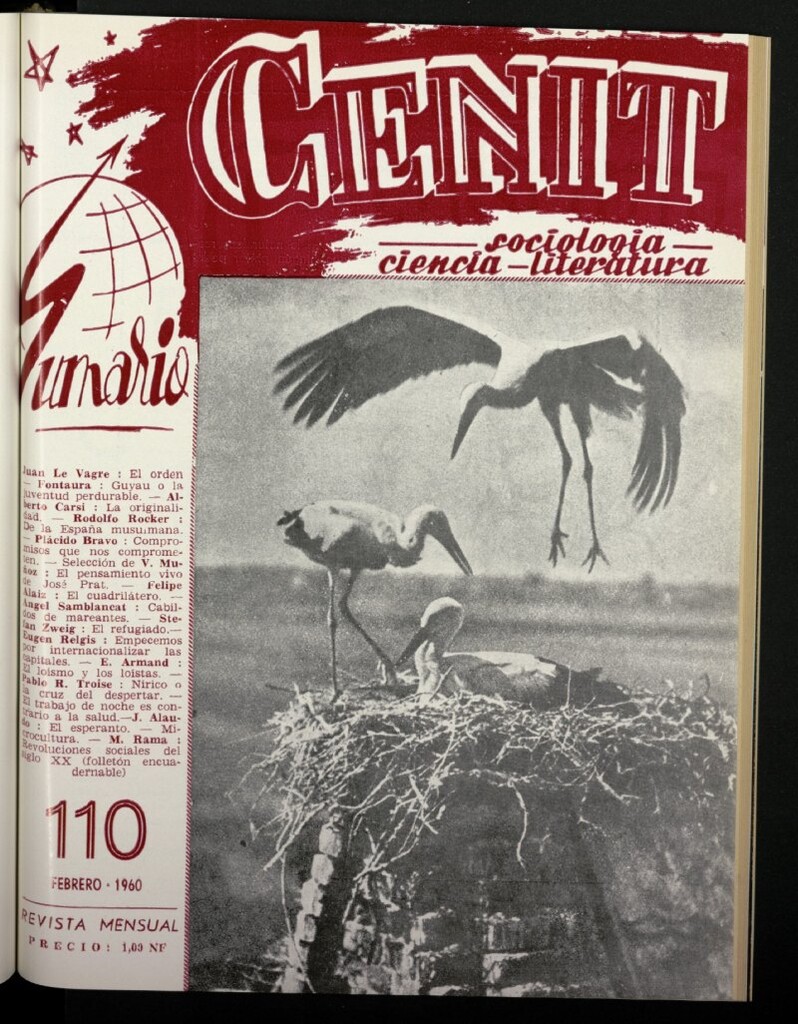 CENIT
sociologia
ciencia - literatura
Sumario
Juan Le Vagre : El orden
— Fontaura : Guyau o la
juventud perdurable. — Al-
berto Carsi : La originali-
dad. — Rodolfo Rocker :
De la España musulmana.
— Plácido Bravo : Compro-
misos que nos comprome-
ten. — Selección de V. Mu-
ñoz : El pensamiento vivo
de José Prat. — Felipe
Alaiz : El cuadrilátero. —
Angel Samblancat : Cabil-
dos de mareantes. — Ste-
fan Zweig : El refugiado.—
Eugen Relgis : Empecemos
por internacionalizar las
capitales. — E. Armand :
El loísmo y los loístas. —
Pablo R. Troise : Nírico o
la cruz del despertar. —
El trabajo de noche es con-
trario a la salud.—J. Alau-
do : El esperanto. — Mi-
crocultura. — M. Rama :
Revoluciones sociales del
siglo XX (folletón encua-
dernable)
110
FEBRERO - 1960
REVISTA MENSUAL
PRECIO : 1,00 NF